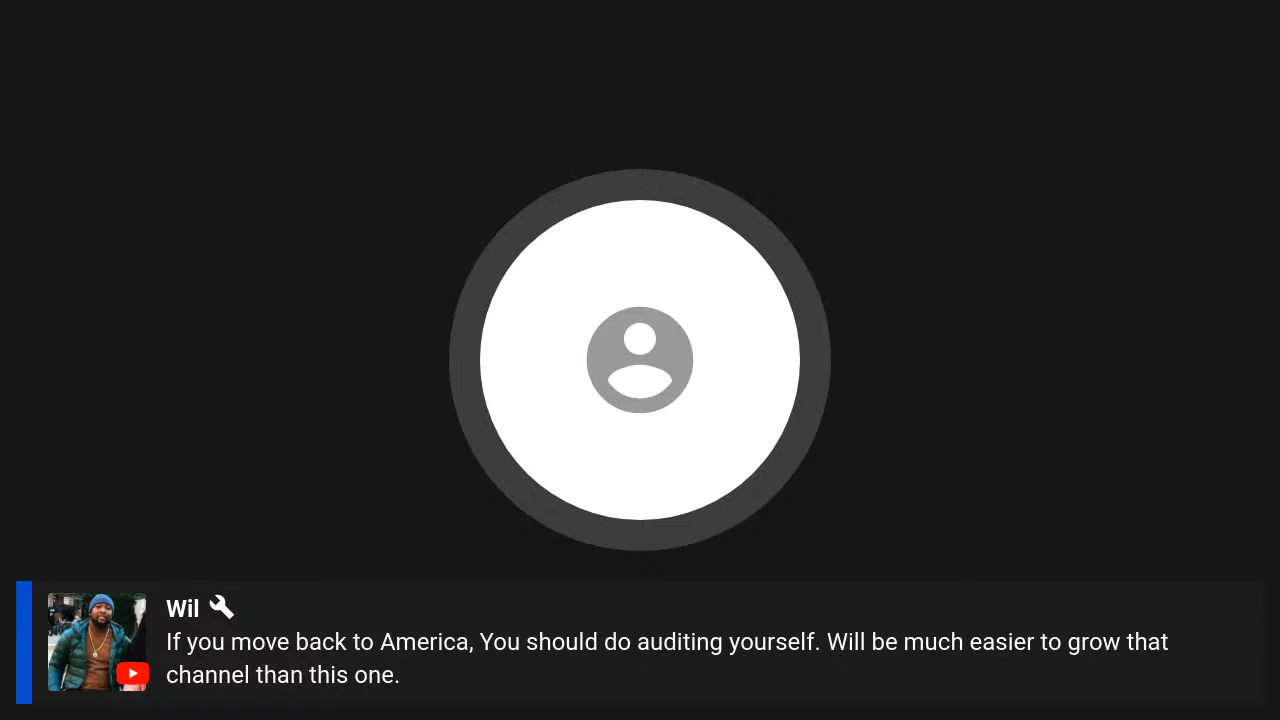 Wil
If you move back to America, You should do auditing yourself. Will be much easier to grow that
channel than this one.